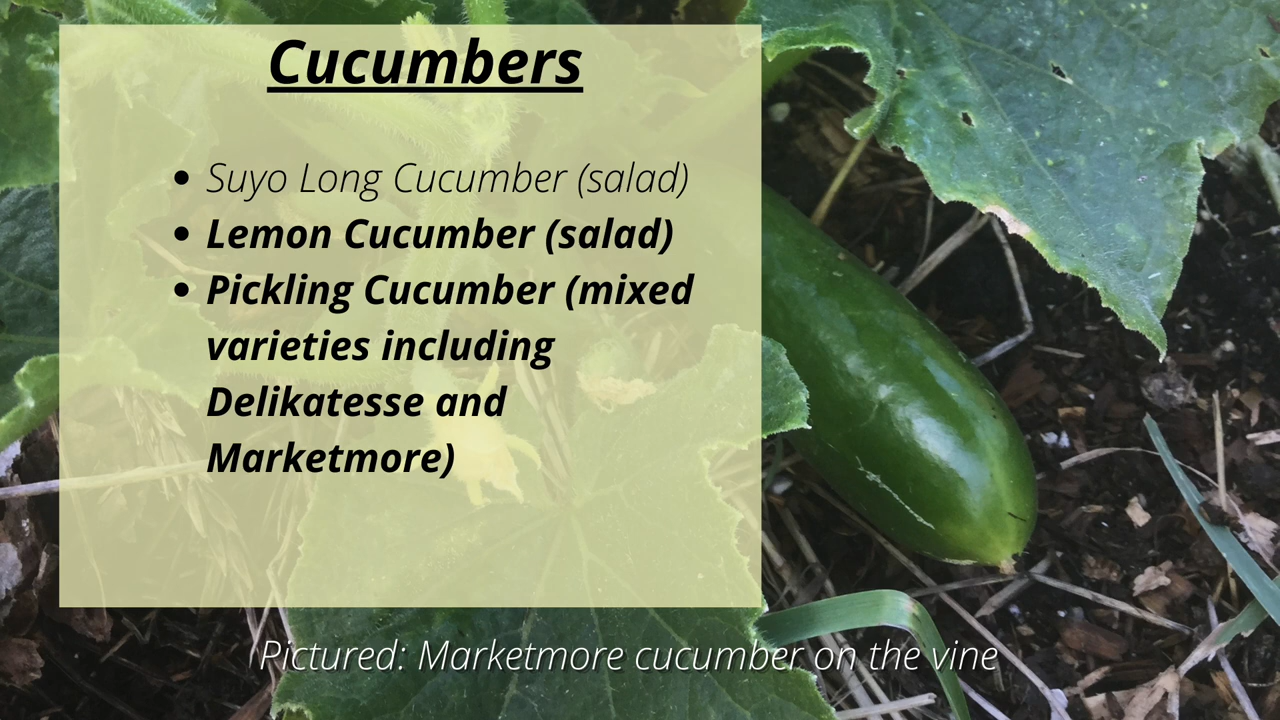 Cucumbers
• Suyo Long Cucumber (salad)
• Lemon Cucumber (salad)
• Pickling Cucumber (mixed
varieties including
Delikatesse and
Marketmore)
Pictured: Marketmore cucumber on the vine